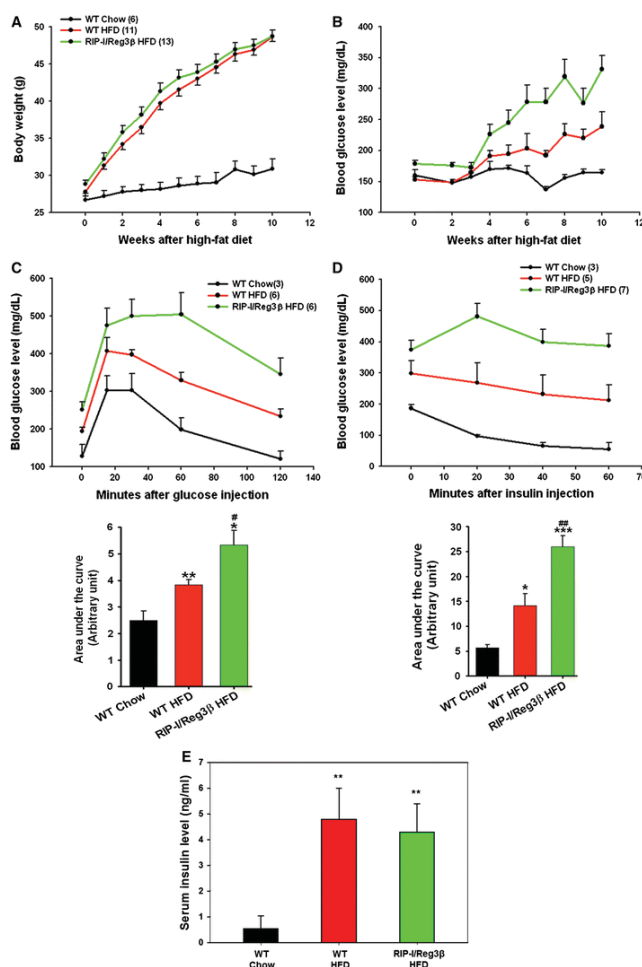 A
WT Chow (6)
WT HFD (11)
RIP-I/Reg3β HFD (13)
Body weight (g)
50
45
40
35
30
25
0 2 4 6 8 10 12
Weeks after high-fat diet
B
Blood glcuose level (mg/dL)
400
350
300
250
200
150
100
0 2 4 6 8 10 12
Weeks after high-fat diet
C
WT Chow(3)
WT HFD (6)
RIP-I/Reg3β HFD (6)
Blood glucose level (mg/dL)
600
500
400
300
200
100
0 20 40 60 80 100 120 140
Minutes after glucose injection
Area under the curve
(Arbitrary unit)
6
5
4
3
2
1
0
**
#
*
WT Chow
WT HFD
RIP-I/Reg3β HFD
D
WT Chow (3)
WT HFD (5)
RIP-I/Reg3β HFD (7)
Blood glucose level (mg/dL)
600
500
400
300
200
100
0
0 10 20 30 40 50 60 70
Minutes after insulin injection
Area under the curve
(Arbitrary unit)
30
25
20
15
10
5
0
*
##
***
WT Chow
WT HFD
RIP-I/Reg3β HFD
E
Serum insulin level (ng/ml)
7
6
5
4
3
2
1
0
**
**
WT
Chow
WT
HFD
RIP-I/Reg3β
HFD